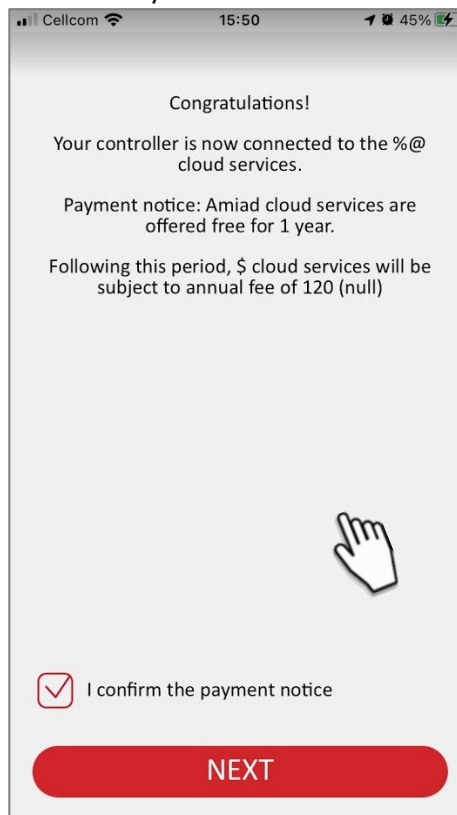 Cellcom 15:50 45%
Congratulations!
Your controller is now connected to the %@
cloud services.
Payment notice: Amiad cloud services are
offered free for 1 year.
Following this period, $ cloud services will be
subject to annual fee of 120 (null)
I confirm the payment notice
NEXT